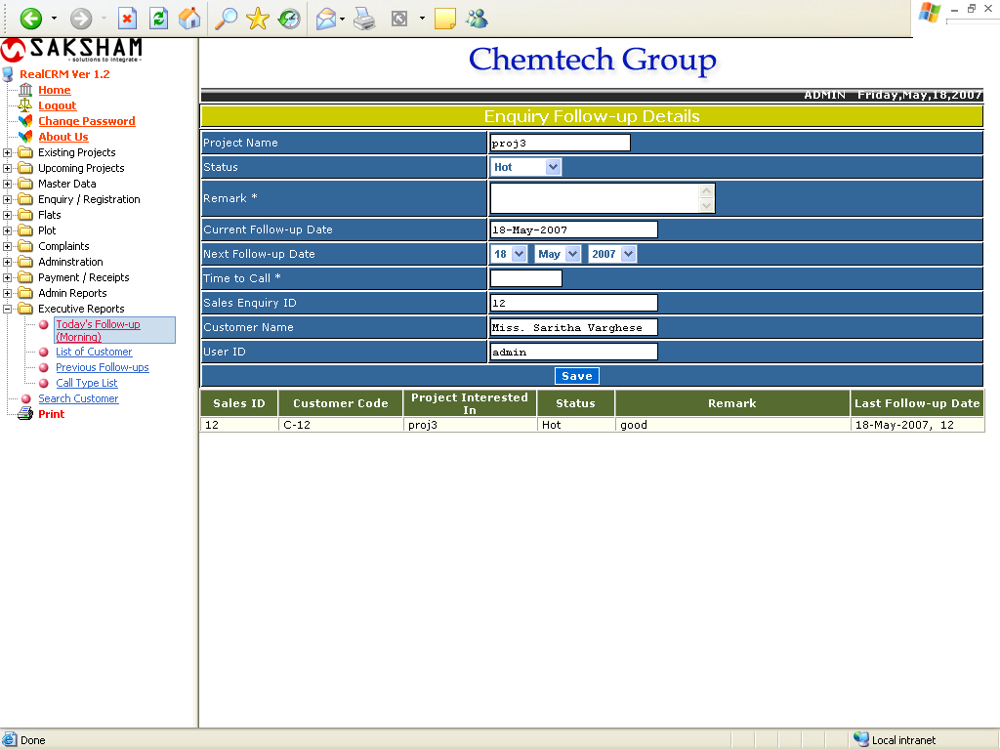 SAKSHAM
- solutions to integrate -
RealCRM Ver 1.2
Home
Logout
Change Password
About Us
Existing Projects
Upcoming Projects
Master Data
Enquiry / Registration
Flats
Plot
Complaints
Adminstration
Payment / Receipts
Admin Reports
Executive Reports
Today's Follow-up
(Morning)
List of Customer
Previous Follow-ups
Call Type List
Search Customer
Print
Chemtech Group
ADMIN Friday,May,18,2007
Enquiry Follow-up Details
Project Name proj3
Status Hot
Remark *
Current Follow-up Date 18-May-2007
Next Follow-up Date 18 May 2007
Time to Call *
Sales Enquiry ID 12
Customer Name Miss. Saritha Varghese
User ID admin
Save
Sales ID Customer Code Project Interested In Status Remark Last Follow-up Date
12 C-12 proj3 Hot good 18-May-2007, 12
Done Local intranet